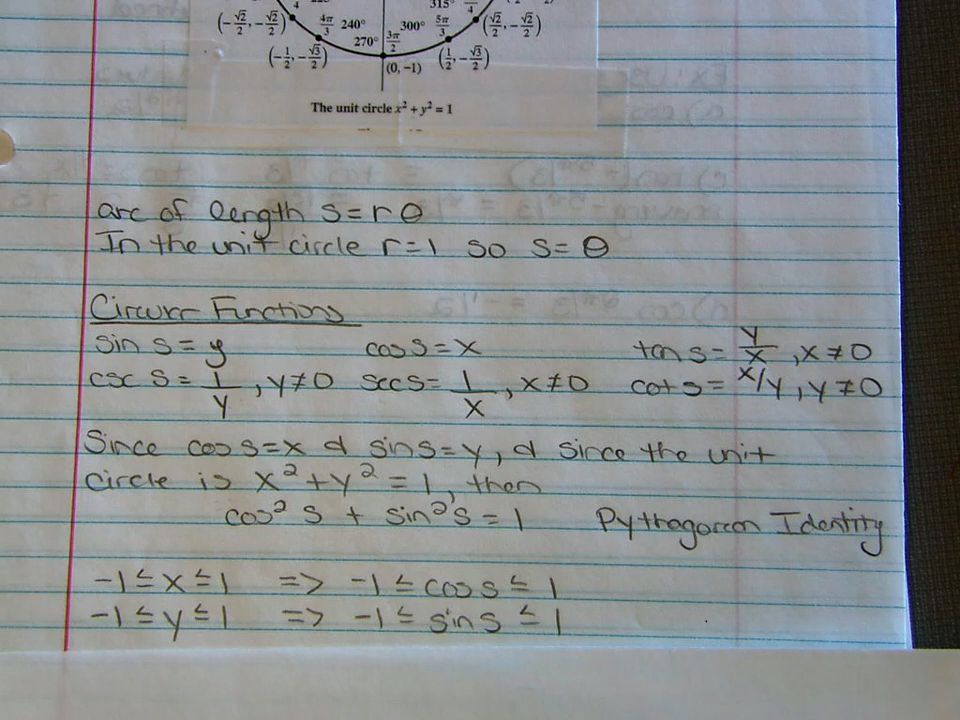 315°
4 4
(-√2/2, -√2/2) 4π/3 240° 300° 5π/3 (√2/2, -√2/2)
270° 3π/2
(-1/2, -√3/2) (0, -1) (1/2, -√3/2)
The unit circle x² + y² = 1
arc of length s = rθ
In the unit circle r = 1 so s = θ
Circurr Functions
sin s = y cos s = x tan s = y/x , x ≠ 0
csc s = 1/y , y ≠ 0 sec s = 1/x , x ≠ 0 cot s = x/y , y ≠ 0
Since cos s = x & sin s = y, & since the unit
circle is x² + y² = 1, then
cos² s + sin² s = 1 Pythagorean Identity
-1 ≤ x ≤ 1 => -1 ≤ cos s ≤ 1
-1 ≤ y ≤ 1 => -1 ≤ sin s ≤ 1